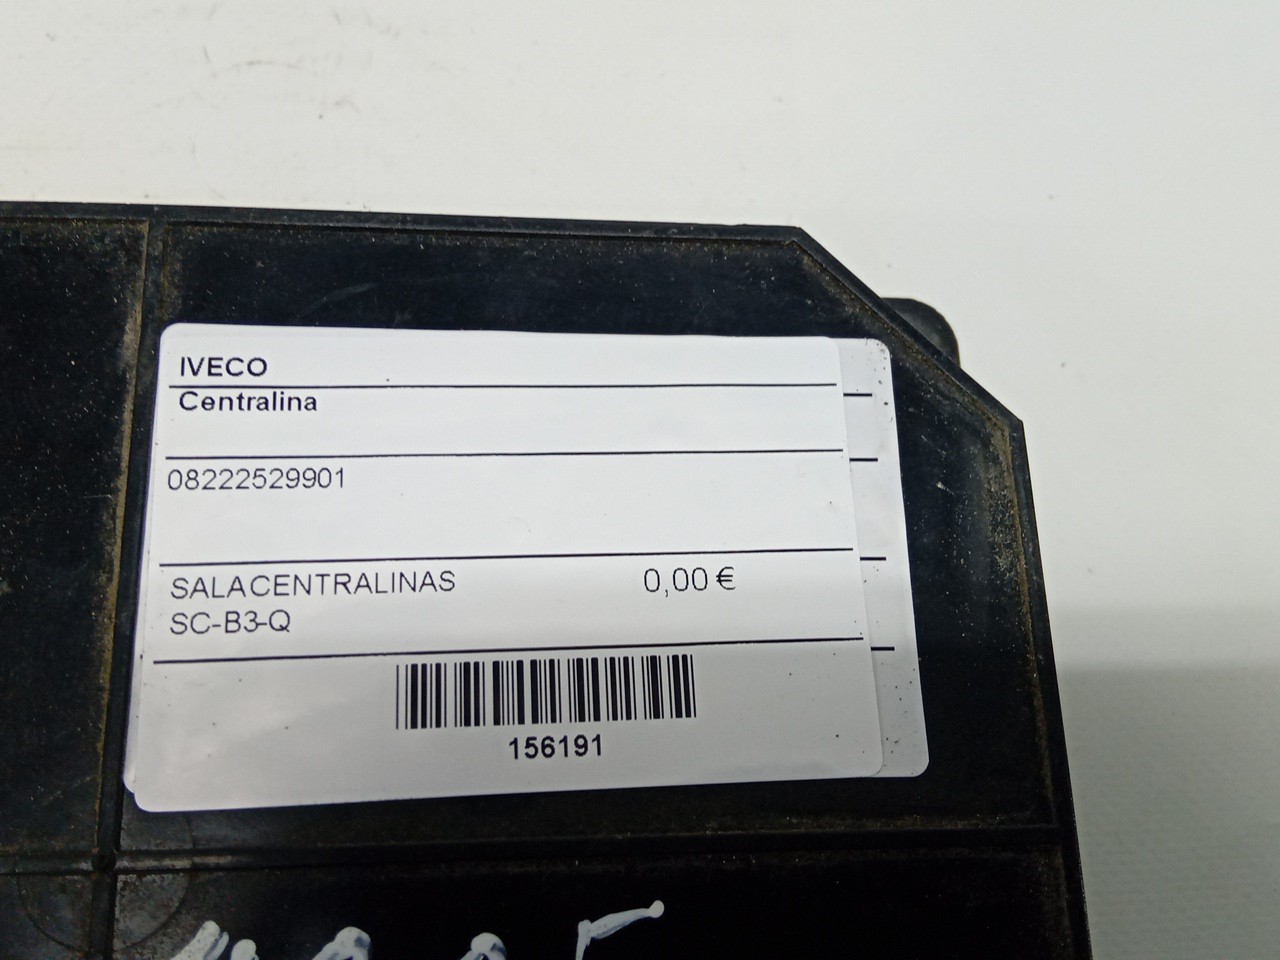 IVECO
Centralina
08222529901
SALACENTRALINAS 0,00 €
SC-B3-Q
156191